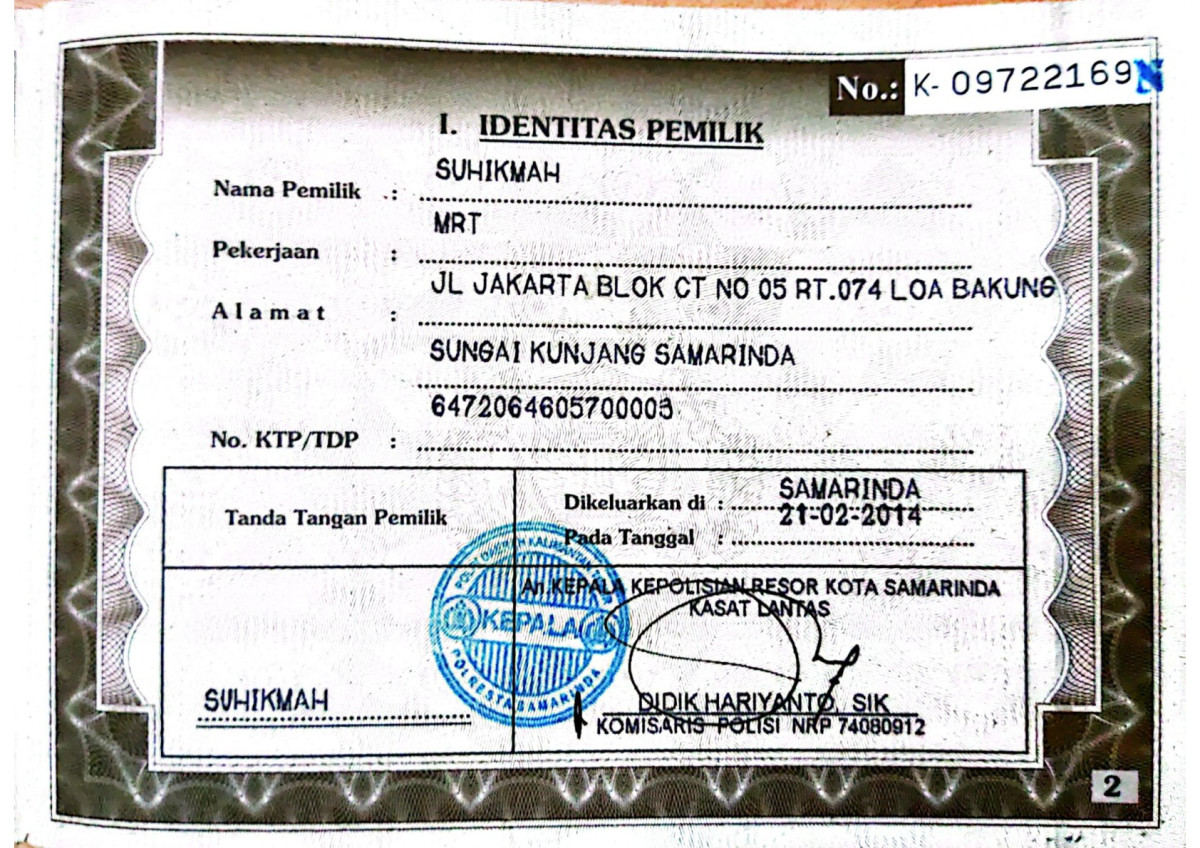 No.: K- 09722169 N
I. IDENTITAS PEMILIK
Nama Pemilik : SUHIKMAH
Pekerjaan : MRT
Alamat : JL JAKARTA BLOK CT NO 05 RT.074 LOA BAKUNG
SUNGAI KUNJANG SAMARINDA
No. KTP/TDP : 6472064605700003
Tanda Tangan Pemilik
Dikeluarkan di : SAMARINDA
Pada Tanggal : 21-02-2014
An.KEPALA KEPOLISIAN RESOR KOTA SAMARINDA
KASAT LANTAS
KEPALA
POLRESTA SAMARINDA
SUHIKMAH
DIDIK HARIYANTO, SIK
KOMISARIS POLISI NRP 74080912
2